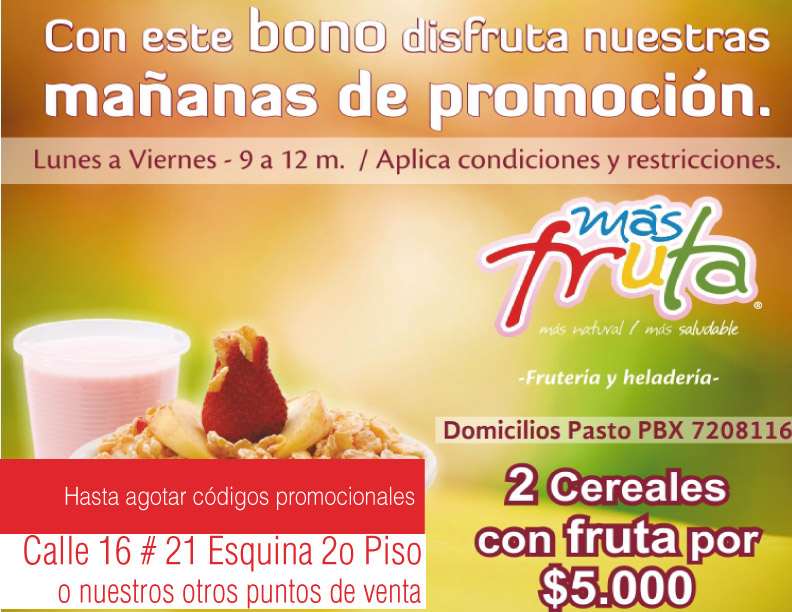 Con este bono disfruta nuestras
mañanas de promoción.
Lunes a Viernes - 9 a 12 m. / Aplica condiciones y restricciones.
más
fruta®
más natural / más saludable
-Fruteria y heladería-
Domicilios Pasto PBX 7208116
Hasta agotar códigos promocionales
Calle 16 # 21 Esquina 2o Piso
o nuestros otros puntos de venta
2 Cereales
con fruta por
$5.000